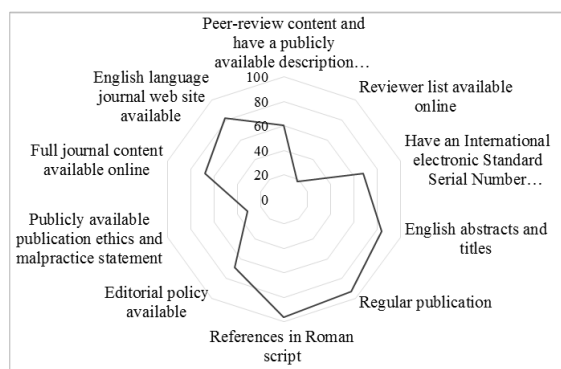 Peer-review content and
have a publicly
available description…
Reviewer list available
online
Have an International
electronic Standard
Serial Number…
English abstracts and
titles
Regular publication
References in Roman
script
Editorial policy
available
Publicly available
publication ethics and
malpractice statement
Full journal content
available online
English language
journal web site
available
100
80
60
40
20
0